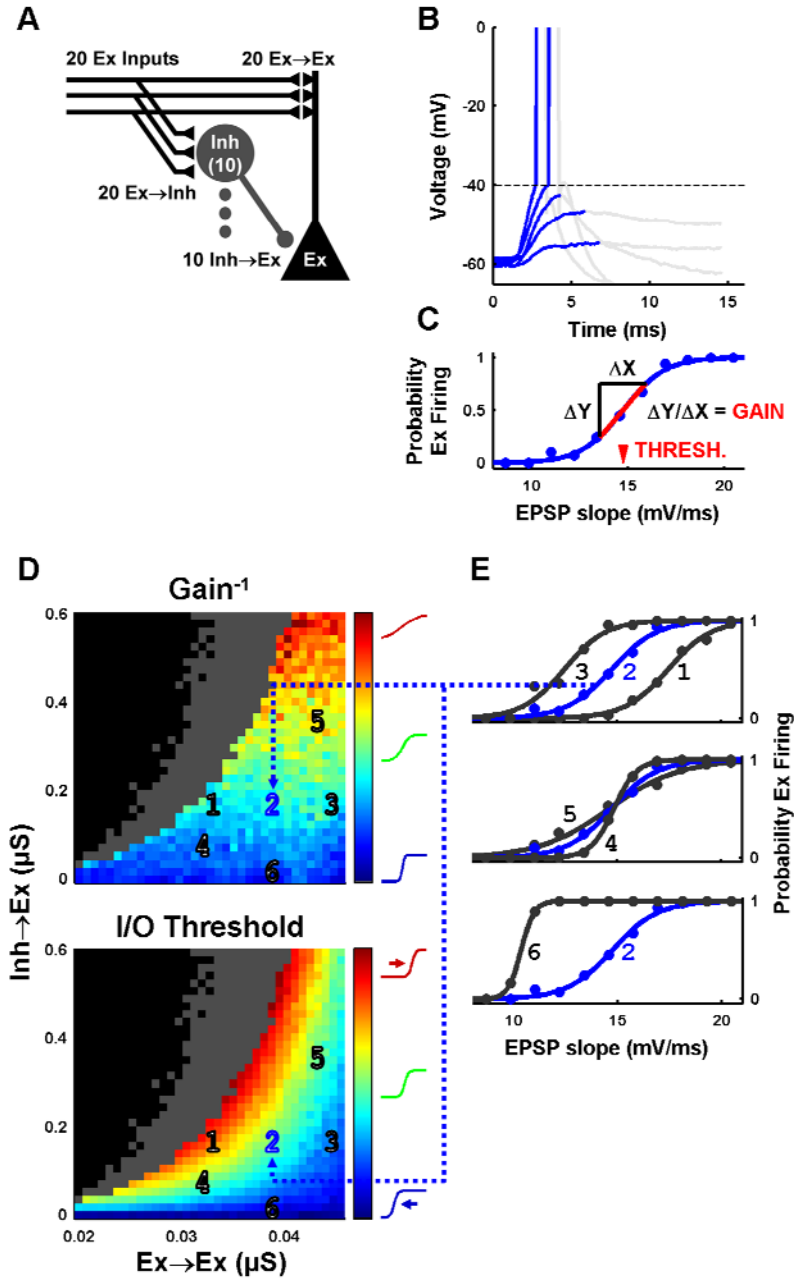 A
20 Ex Inputs
20 Ex→Ex
Inh
(10)
20 Ex→Inh
10 Inh→Ex
Ex
B
Voltage (mV)
0
-20
-40
-60
0
5
10
15
Time (ms)
C
Probability
Ex Firing
1
0.5
0
ΔX
ΔY
ΔY/ΔX = GAIN
THRESH.
10
15
20
EPSP slope (mV/ms)
D
Gain⁻¹
0.6
0.4
0.2
0
1
2
3
4
5
6
Inh→Ex (µS)
I/O Threshold
0.6
0.4
0.2
0
1
2
3
4
5
6
0.02
0.03
0.04
Ex→Ex (µS)
E
3
2
1
1
0
5
4
1
0
6
2
1
0
Probability Ex Firing
10
15
20
EPSP slope (mV/ms)